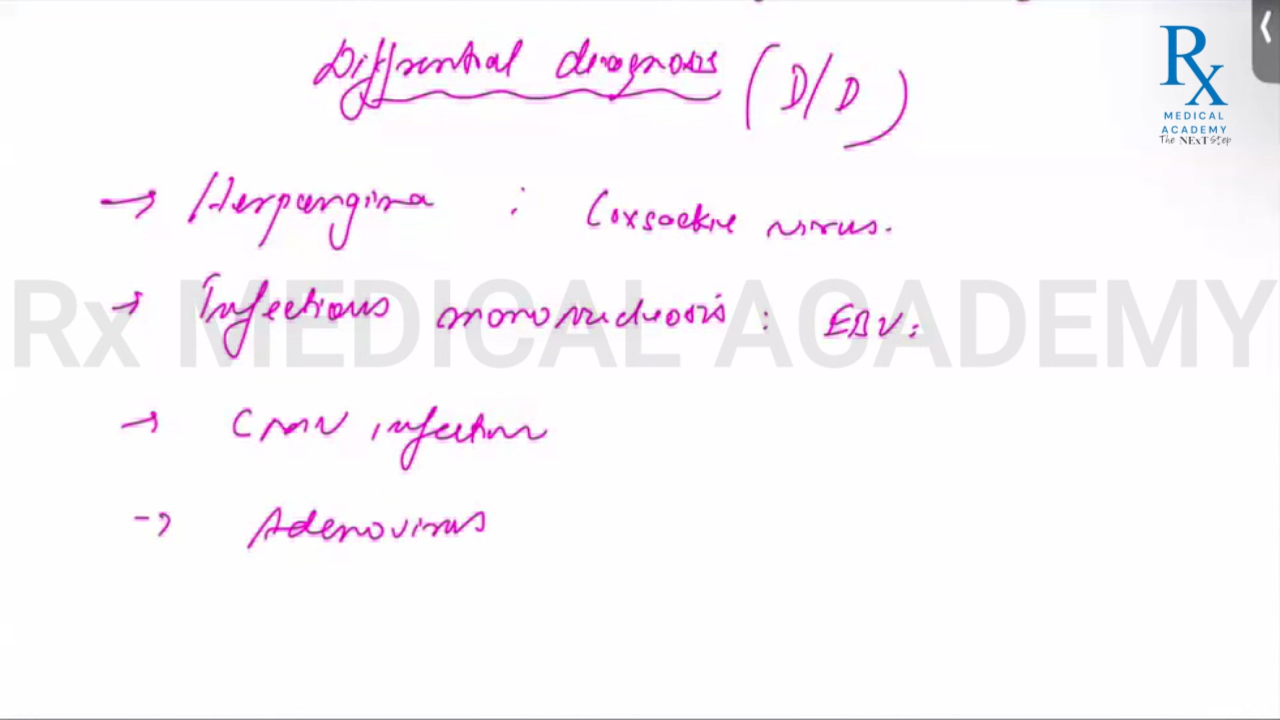 Diffrential diagnosis (D/D)
→ Herpangina : Coxsackie virus.
→ Infectious mononucleosis : EBV.
→ CMV infection
→ Adenovirus
Rx
MEDICAL
ACADEMY
The NExT Step
Rx MEDICAL ACADEMY